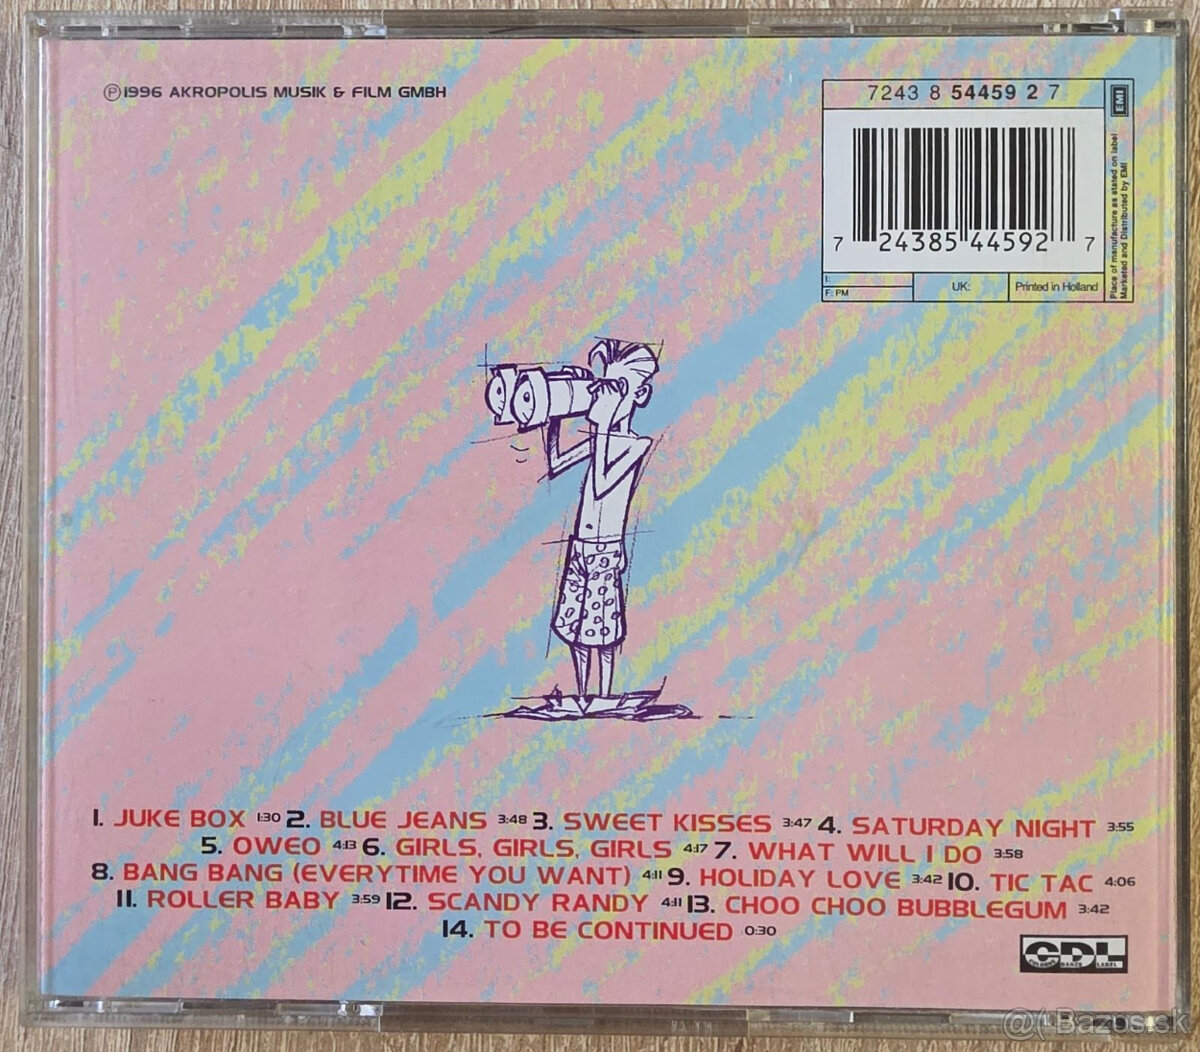 Ⓟ1996 AKROPOLIS MUSIK & FILM GMBH
7243 8 54459 2 7
EMI
7 24385 44592 7
I:
F: PM
UK:
Printed in Holland
Place of manufacture as stated on label
Marketed and Distributed by EMI
1. JUKE BOX 1:30 2. BLUE JEANS 3:48 3. SWEET KISSES 3:47 4. SATURDAY NIGHT 3:55
5. OWEO 4:13 6. GIRLS, GIRLS, GIRLS 4:17 7. WHAT WILL I DO 3:58
8. BANG BANG (EVERYTIME YOU WANT) 4:11 9. HOLIDAY LOVE 3:42 10. TIC TAC 4:06
11. ROLLER BABY 3:59 12. SCANDY RANDY 4:11 13. CHOO CHOO BUBBLEGUM 3:42
14. TO BE CONTINUED 0:30
CDL
COLOGNE DANCE LABEL
Bazos.sk